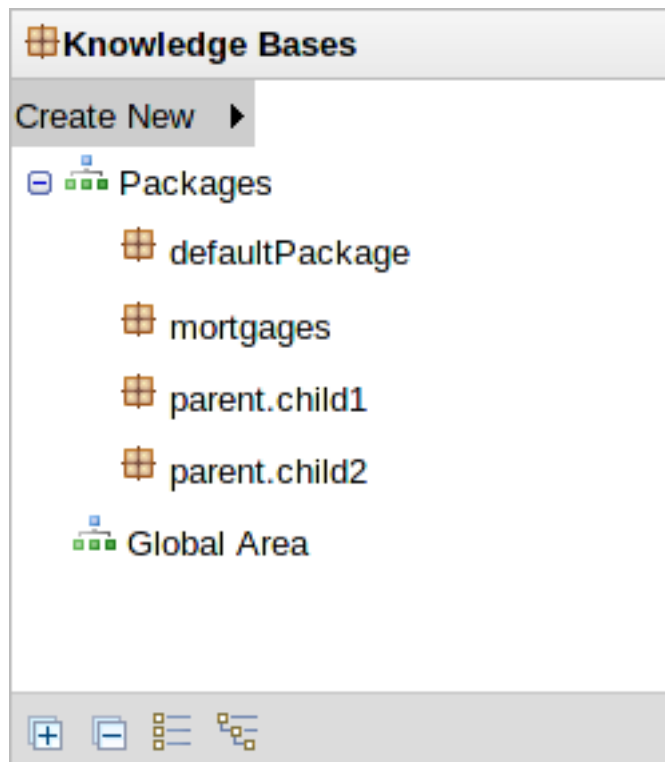 Knowledge Bases
Create New
Packages
defaultPackage
mortgages
parent.child1
parent.child2
Global Area